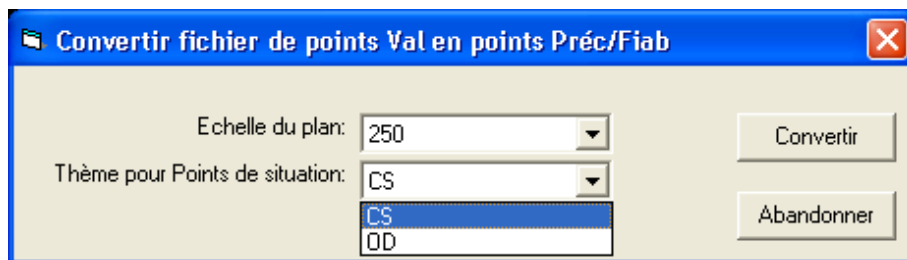 Convertir fichier de points Val en points Préc/Fiab
Echelle du plan: 250 Convertir
Thème pour Points de situation: CS
CS
OD
Abandonner